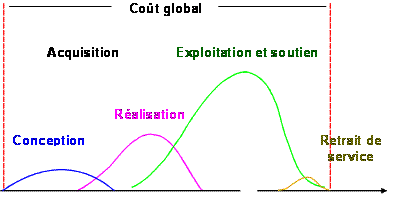 Coût global
Acquisition
Exploitation et soutien
Réalisation
Conception
Retrait de
service